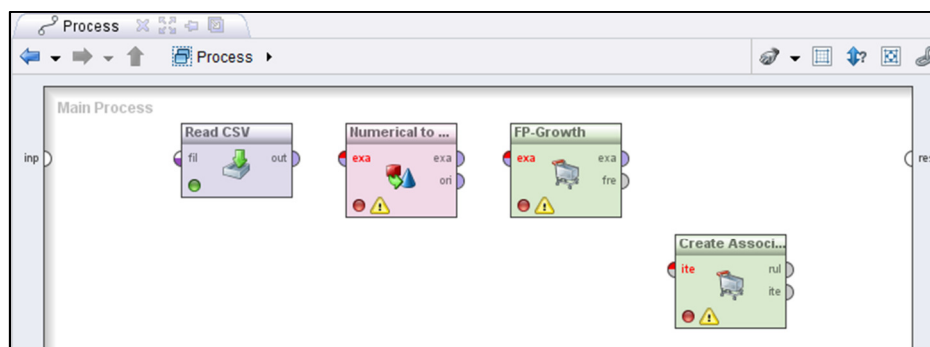 Process
Process
Main Process
Read CSV
Numerical to ...
FP-Growth
inp
fil
out
exa
exa
exa
exa
res
ori
fre
Create Associ...
ite
rul
ite